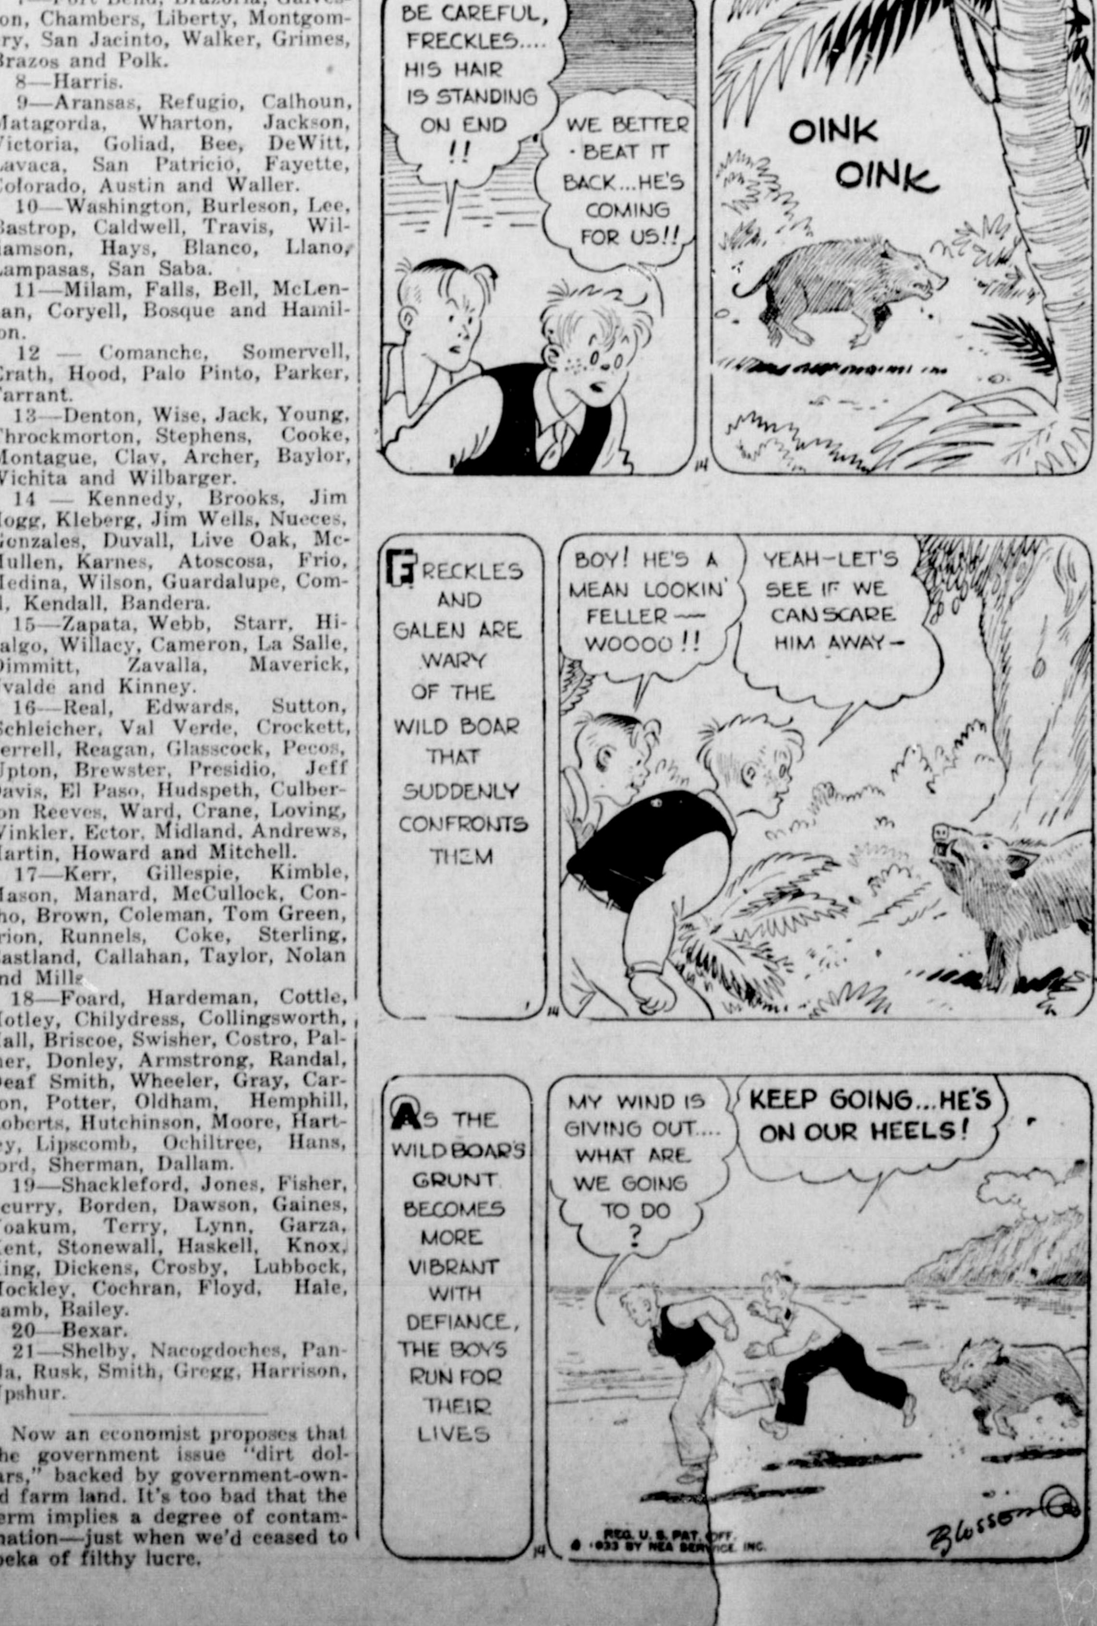 on, Chambers, Liberty, Montgom-
ry, San Jacinto, Walker, Grimes,
Brazos and Polk.
8—Harris.
9—Aransas, Refugio, Calhoun,
Matagorda, Wharton, Jackson,
Victoria, Goliad, Bee, DeWitt,
Lavaca, San Patricio, Fayette,
Colorado, Austin and Waller.
10—Washington, Burleson, Lee,
Bastrop, Caldwell, Travis, Wil-
iamson, Hays, Blanco, Llano,
Lampasas, San Saba.
11—Milam, Falls, Bell, McLen-
an, Coryell, Bosque and Hamil-
on.
12 — Comanche, Somervell,
Erath, Hood, Palo Pinto, Parker,
Tarrant.
13—Denton, Wise, Jack, Young,
Throckmorton, Stephens, Cooke,
Montague, Clay, Archer, Baylor,
Wichita and Wilbarger.
14 — Kennedy, Brooks, Jim
Hogg, Kleberg, Jim Wells, Nueces,
Gonzales, Duvall, Live Oak, Mc-
Mullen, Karnes, Atoscosa, Frio,
Medina, Wilson, Guardalupe, Com-
l, Kendall, Bandera.
15—Zapata, Webb, Starr, Hi-
algo, Willacy, Cameron, La Salle,
Dimmitt, Zavalla, Maverick,
Uvalde and Kinney.
16—Real, Edwards, Sutton,
Schleicher, Val Verde, Crockett,
Terrell, Reagan, Glasscock, Pecos,
Upton, Brewster, Presidio, Jeff
Davis, El Paso, Hudspeth, Culber-
on Reeves, Ward, Crane, Loving,
Winkler, Ector, Midland, Andrews,
Martin, Howard and Mitchell.
17—Kerr, Gillespie, Kimble,
Mason, Manard, McCullock, Con-
ho, Brown, Coleman, Tom Green,
rion, Runnels, Coke, Sterling,
Eastland, Callahan, Taylor, Nolan
nd Mills
18—Foard, Hardeman, Cottle,
Motley, Chilydress, Collingsworth,
Hall, Briscoe, Swisher, Costro, Pal-
mer, Donley, Armstrong, Randal,
Deaf Smith, Wheeler, Gray, Car-
on, Potter, Oldham, Hemphill,
Roberts, Hutchinson, Moore, Hart-
ey, Lipscomb, Ochiltree, Hans,
ord, Sherman, Dallam.
19—Shackleford, Jones, Fisher,
Scurry, Borden, Dawson, Gaines,
Yoakum, Terry, Lynn, Garza,
Kent, Stonewall, Haskell, Knox,
King, Dickens, Crosby, Lubbock,
Hockley, Cochran, Floyd, Hale,
Lamb, Bailey.
20—Bexar.
21—Shelby, Nacogdoches, Pan-
la, Rusk, Smith, Gregg, Harrison,
Upshur.
Now an economist proposes that
the government issue "dirt dol-
ars," backed by government-own-
d farm land. It's too bad that the
term implies a degree of contam-
nation—just when we'd ceased to
peka of filthy lucre.
BE CAREFUL,
FRECKLES....
HIS HAIR
IS STANDING
ON END
!!
WE BETTER
BEAT IT
BACK...HE'S
COMING
FOR US!!
14
OINK
OINK
FRECKLES
AND
GALEN ARE
WARY
OF THE
WILD BOAR
THAT
SUDDENLY
CONFRONTS
THEM
14
BOY! HE'S A
MEAN LOOKIN'
FELLER —
WOOOO!!
YEAH—LET'S
SEE IF WE
CAN SCARE
HIM AWAY—
AS THE
WILD BOAR'S
GRUNT
BECOMES
MORE
VIBRANT
WITH
DEFIANCE,
THE BOYS
RUN FOR
THEIR
LIVES
14
MY WIND IS
GIVING OUT....
WHAT ARE
WE GOING
TO DO
?
KEEP GOING...HE'S
ON OUR HEELS!
REG. U. S. PAT. OFF.
© 1933 BY NEA SERVICE, INC.
Blosser